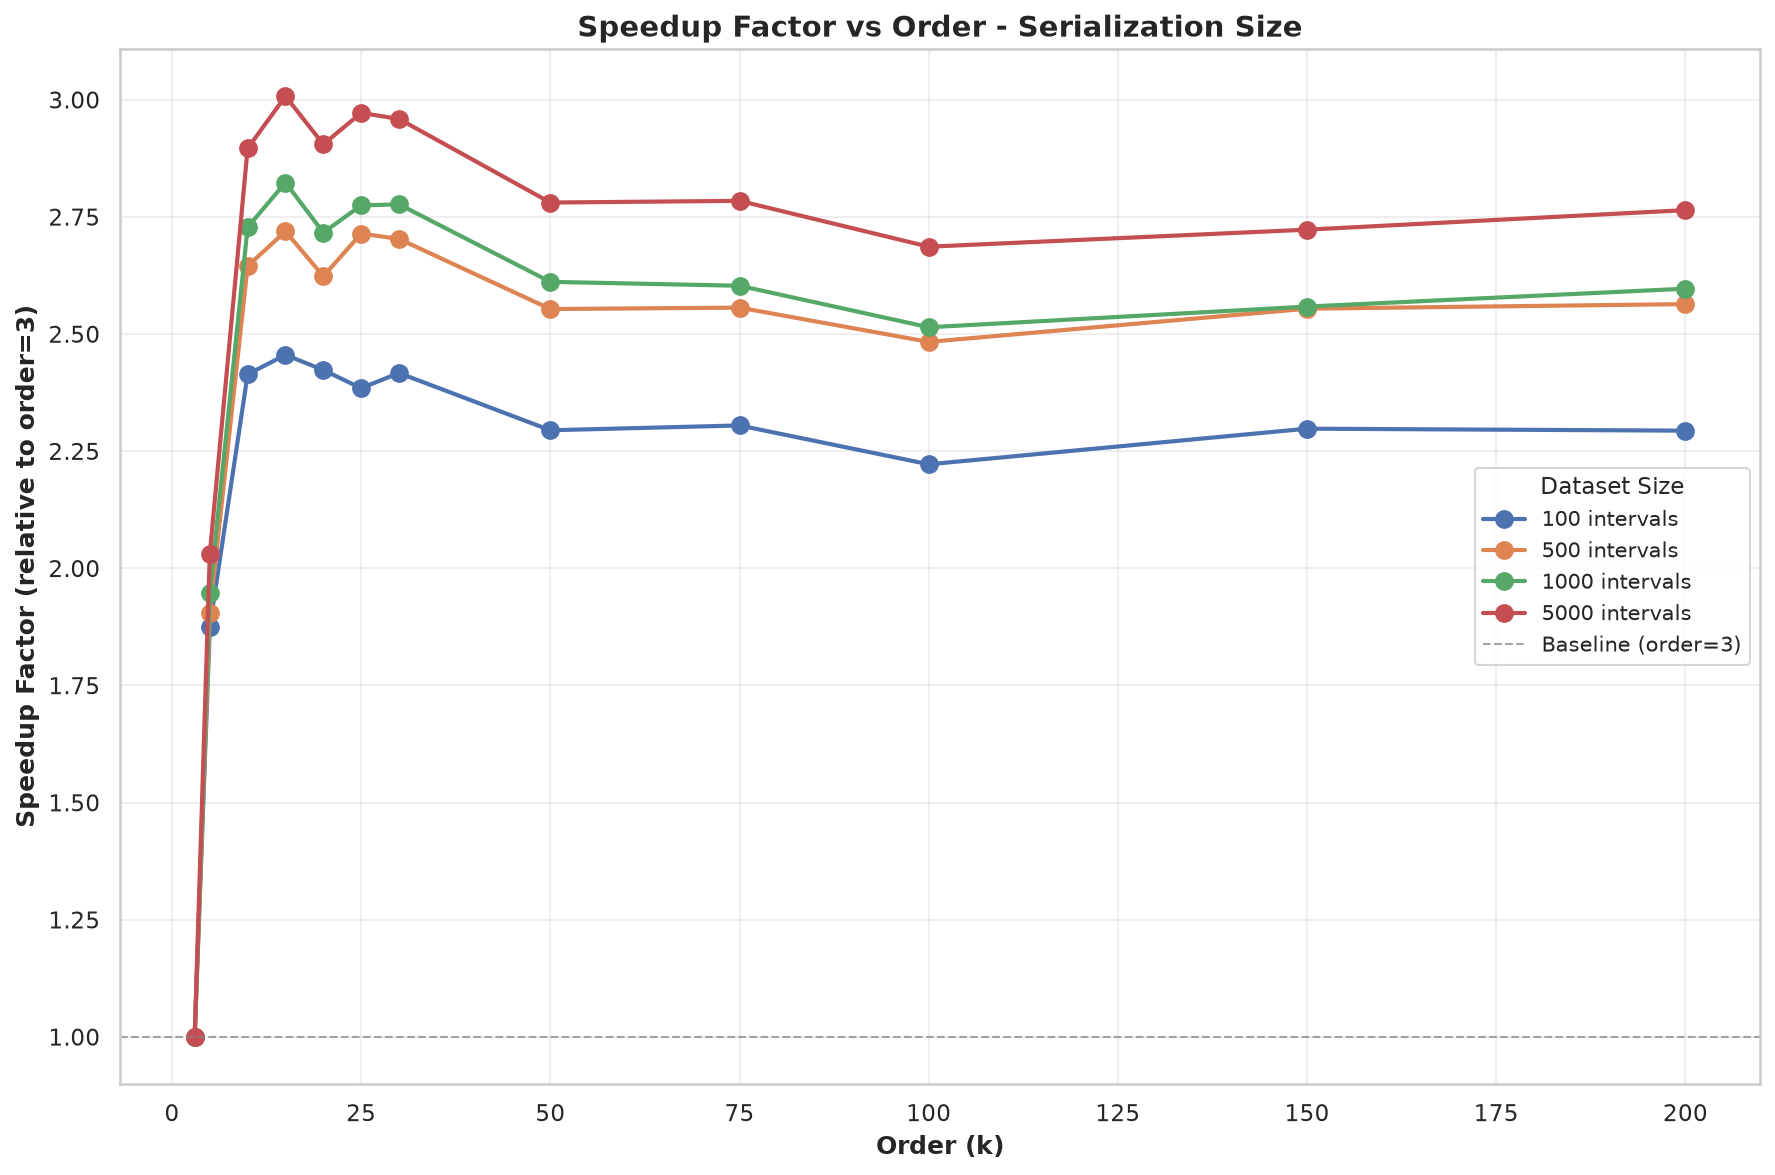 Speedup Factor vs Order - Serialization Size
Speedup Factor (relative to order=3)
3.00
2.75
2.50
2.25
2.00
1.75
1.50
1.25
1.00
Dataset Size
100 intervals
500 intervals
1000 intervals
5000 intervals
Baseline (order=3)
0 25 50 75 100 125 150 175 200
Order (k)